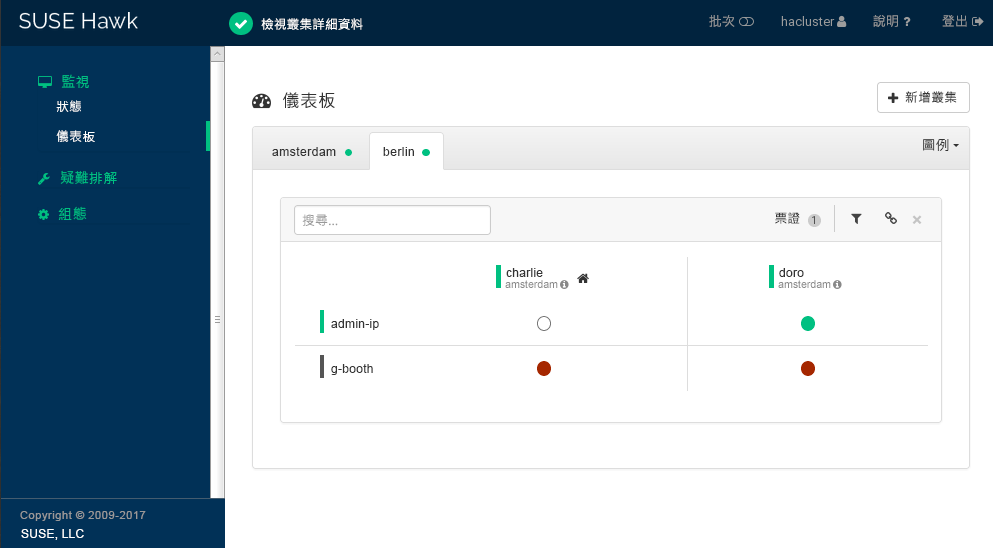 SUSE Hawk
檢視叢集詳細資料
批次
hacluster
說明 ?
登出
監視
狀態
儀表板
疑難排解
組態
儀表板
新增叢集
amsterdam
berlin
圖例
搜尋...
票證 1
charlie
amsterdam
doro
amsterdam
admin-ip
g-booth
Copyright © 2009-2017
SUSE, LLC